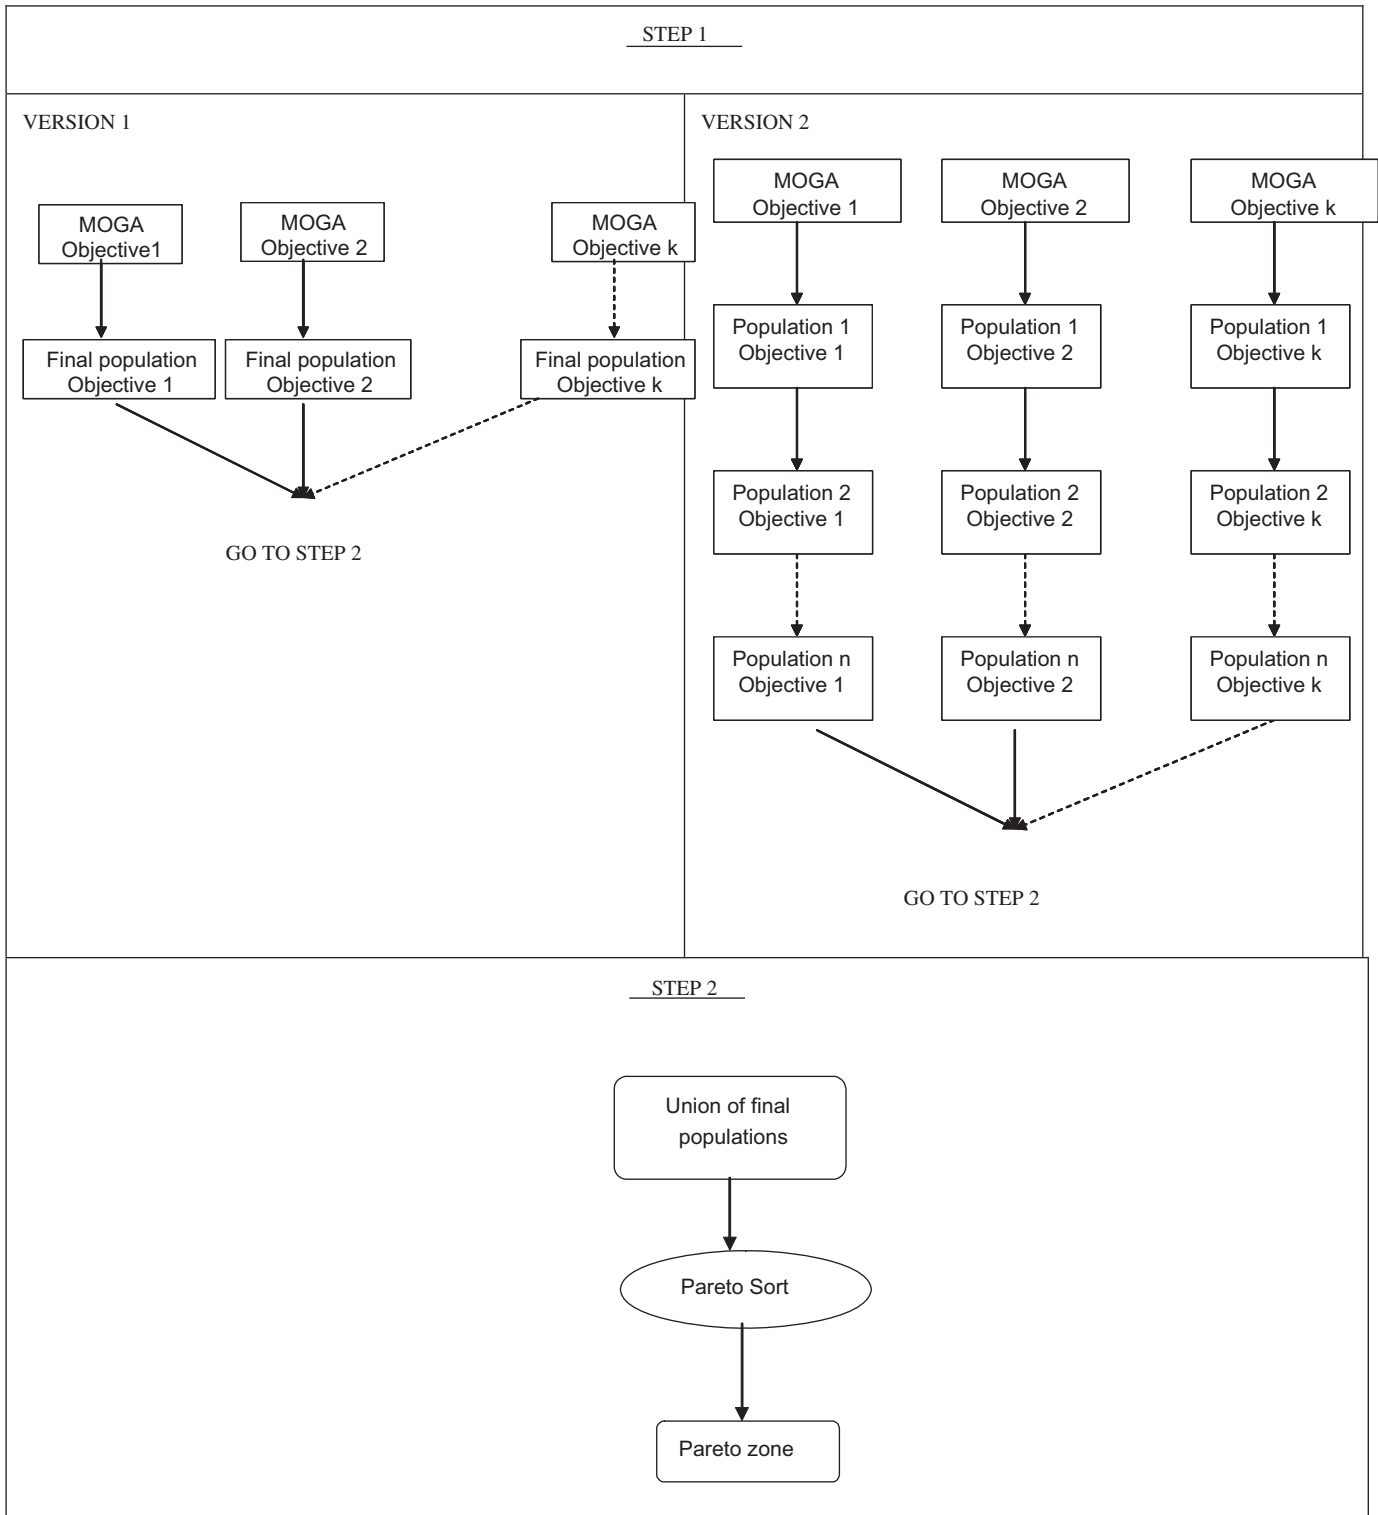 STEP 1
VERSION 1
MOGA
Objective1
MOGA
Objective 2
MOGA
Objective k
Final population
Objective 1
Final population
Objective 2
Final population
Objective k
GO TO STEP 2
VERSION 2
MOGA
Objective 1
MOGA
Objective 2
MOGA
Objective k
Population 1
Objective 1
Population 1
Objective 2
Population 1
Objective k
Population 2
Objective 1
Population 2
Objective 2
Population 2
Objective k
Population n
Objective 1
Population n
Objective 2
Population n
Objective k
GO TO STEP 2
STEP 2
Union of final
populations
Pareto Sort
Pareto zone